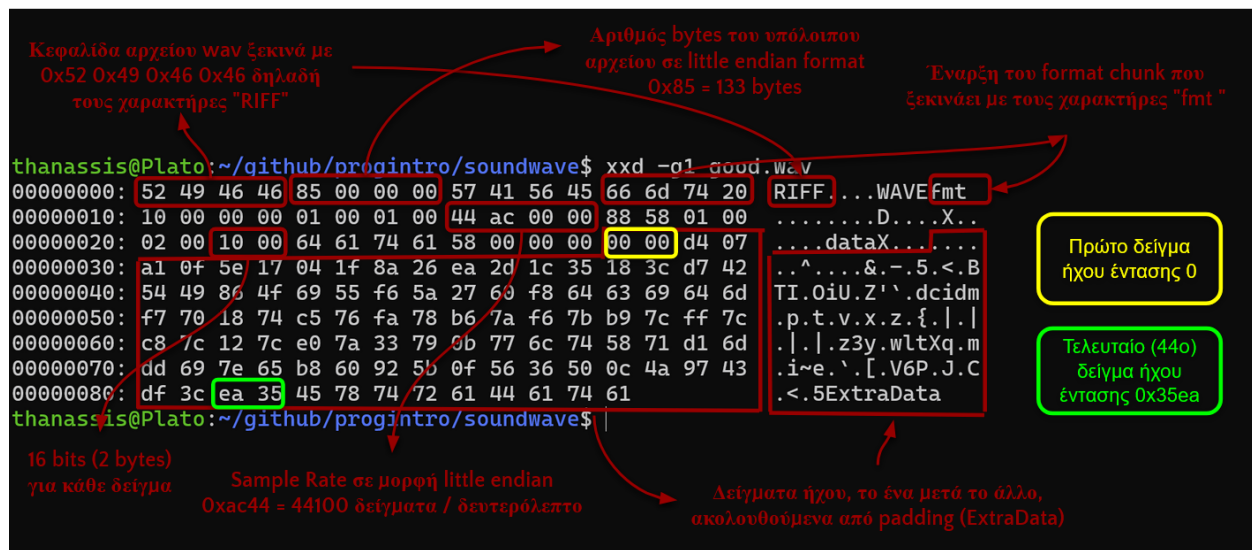 Κεφαλίδα αρχείου wav ξεκινά με
0x52 0x49 0x46 0x46 δηλαδή
τους χαρακτήρες "RIFF"
Αριθμός bytes του υπόλοιπου
αρχείου σε little endian format
0x85 = 133 bytes
Έναρξη του format chunk που
ξεκινάει με τους χαρακτήρες "fmt "
thanassis@Plato:~/github/progintro/soundwave$ xxd -g1 good.wav
00000000: 52 49 46 46 85 00 00 00 57 41 56 45 66 6d 74 20 RIFF....WAVEfmt
00000010: 10 00 00 00 01 00 01 00 44 ac 00 00 88 58 01 00 ........D....X..
00000020: 02 00 10 00 64 61 74 61 58 00 00 00 00 00 d4 07 ....dataX.......
00000030: a1 0f 5e 17 04 1f 8a 26 ea 2d 1c 35 18 3c d7 42 ..^....&.-.5.<.B
00000040: 54 49 86 4f 69 55 f6 5a 27 60 f8 64 63 69 64 6d TI.OiU.Z'`.dcidm
00000050: f7 70 18 74 c5 76 fa 78 b6 7a f6 7b b9 7c ff 7c .p.t.v.x.z.{.|.|
00000060: c8 7c 12 7c e0 7a 33 79 0b 77 6c 74 58 71 d1 6d .|.|.z3y.wltXq.m
00000070: dd 69 7e 65 b8 60 92 5b 0f 56 36 50 0c 4a 97 43 .i~e.`.[.V6P.J.C
00000080: df 3c ea 35 45 78 74 72 61 44 61 74 61 .<.5ExtraData
thanassis@Plato:~/github/progintro/soundwave$
Πρώτο δείγμα
ήχου έντασης 0
Τελευταίο (44ο)
δείγμα ήχου
έντασης 0x35ea
16 bits (2 bytes)
για κάθε δείγμα
Sample Rate σε μορφή little endian
0xac44 = 44100 δείγματα / δευτερόλεπτο
Δείγματα ήχου, το ένα μετά το άλλο,
ακολουθούμενα από padding (ExtraData)